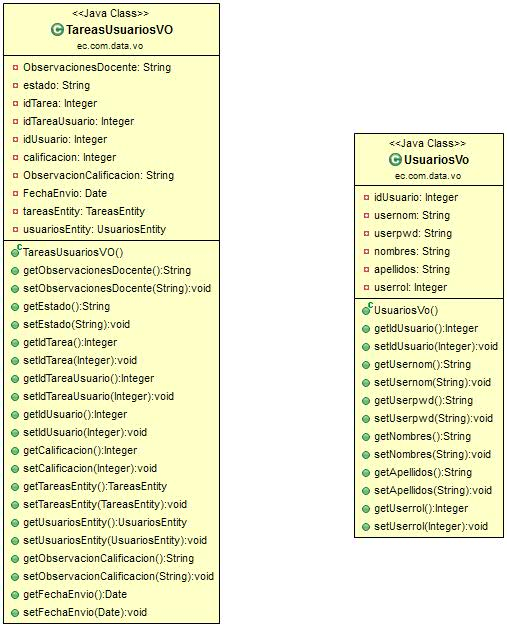 <<Java Class>>
TareasUsuariosVO
ec.com.data.vo
ObservacionesDocente: String
estado: String
idTarea: Integer
idTareaUsuario: Integer
idUsuario: Integer
calificacion: Integer
ObservacionCalificacion: String
FechaEnvio: Date
tareasEntity: TareasEntity
usuariosEntity: UsuariosEntity
TareasUsuariosVO()
getObservacionesDocente():String
setObservacionesDocente(String):void
getEstado():String
setEstado(String):void
getIdTarea():Integer
setIdTarea(Integer):void
getIdTareaUsuario():Integer
setIdTareaUsuario(Integer):void
getIdUsuario():Integer
setIdUsuario(Integer):void
getCalificacion():Integer
setCalificacion(Integer):void
getTareasEntity():TareasEntity
setTareasEntity(TareasEntity):void
getUsuariosEntity():UsuariosEntity
setUsuariosEntity(UsuariosEntity):void
getObservacionCalificacion():String
setObservacionCalificacion(String):void
getFechaEnvio():Date
setFechaEnvio(Date):void
<<Java Class>>
UsuariosVo
ec.com.data.vo
idUsuario: Integer
usernom: String
userpwd: String
nombres: String
apellidos: String
userrol: Integer
UsuariosVo()
getIdUsuario():Integer
setIdUsuario(Integer):void
getUsernom():String
setUsernom(String):void
getUserpwd():String
setUserpwd(String):void
getNombres():String
setNombres(String):void
getApellidos():String
setApellidos(String):void
getUserrol():Integer
setUserrol(Integer):void